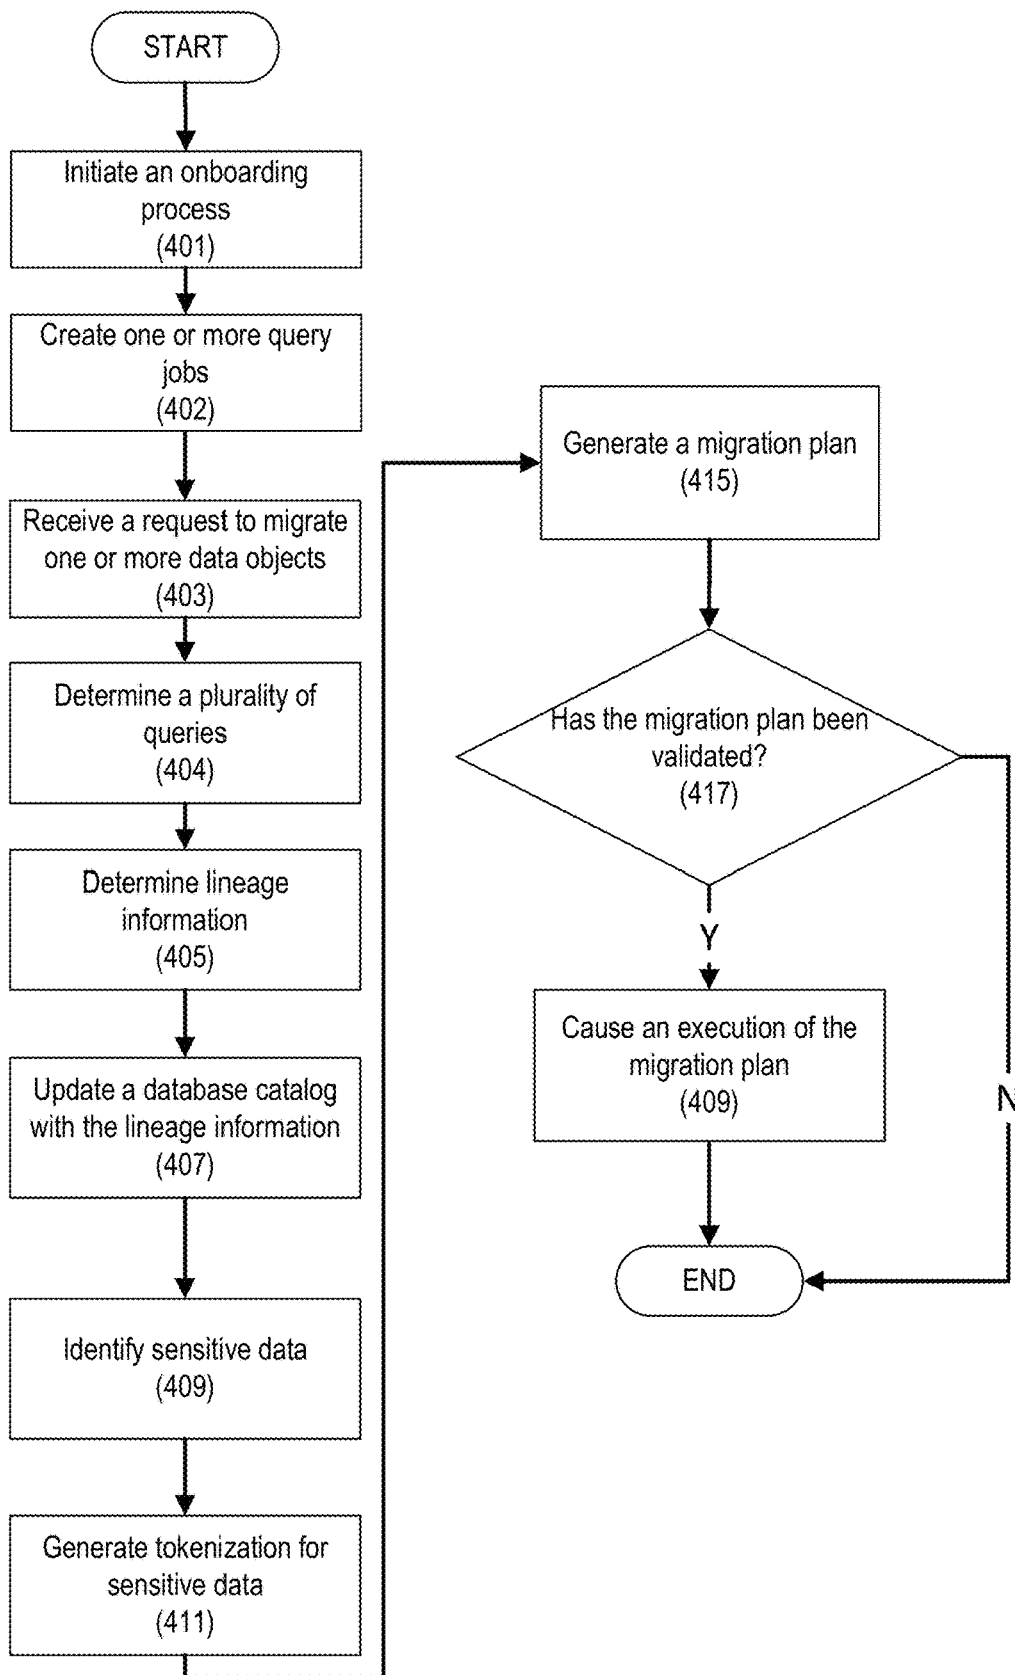 START
Initiate an onboarding
process
(401)
Create one or more query
jobs
(402)
Receive a request to migrate
one or more data objects
(403)
Determine a plurality of
queries
(404)
Determine lineage
information
(405)
Update a database catalog
with the lineage information
(407)
Identify sensitive data
(409)
Generate tokenization for
sensitive data
(411)
Generate a migration plan
(415)
Has the migration plan been
validated?
(417)
Y
N
Cause an execution of the
migration plan
(409)
END